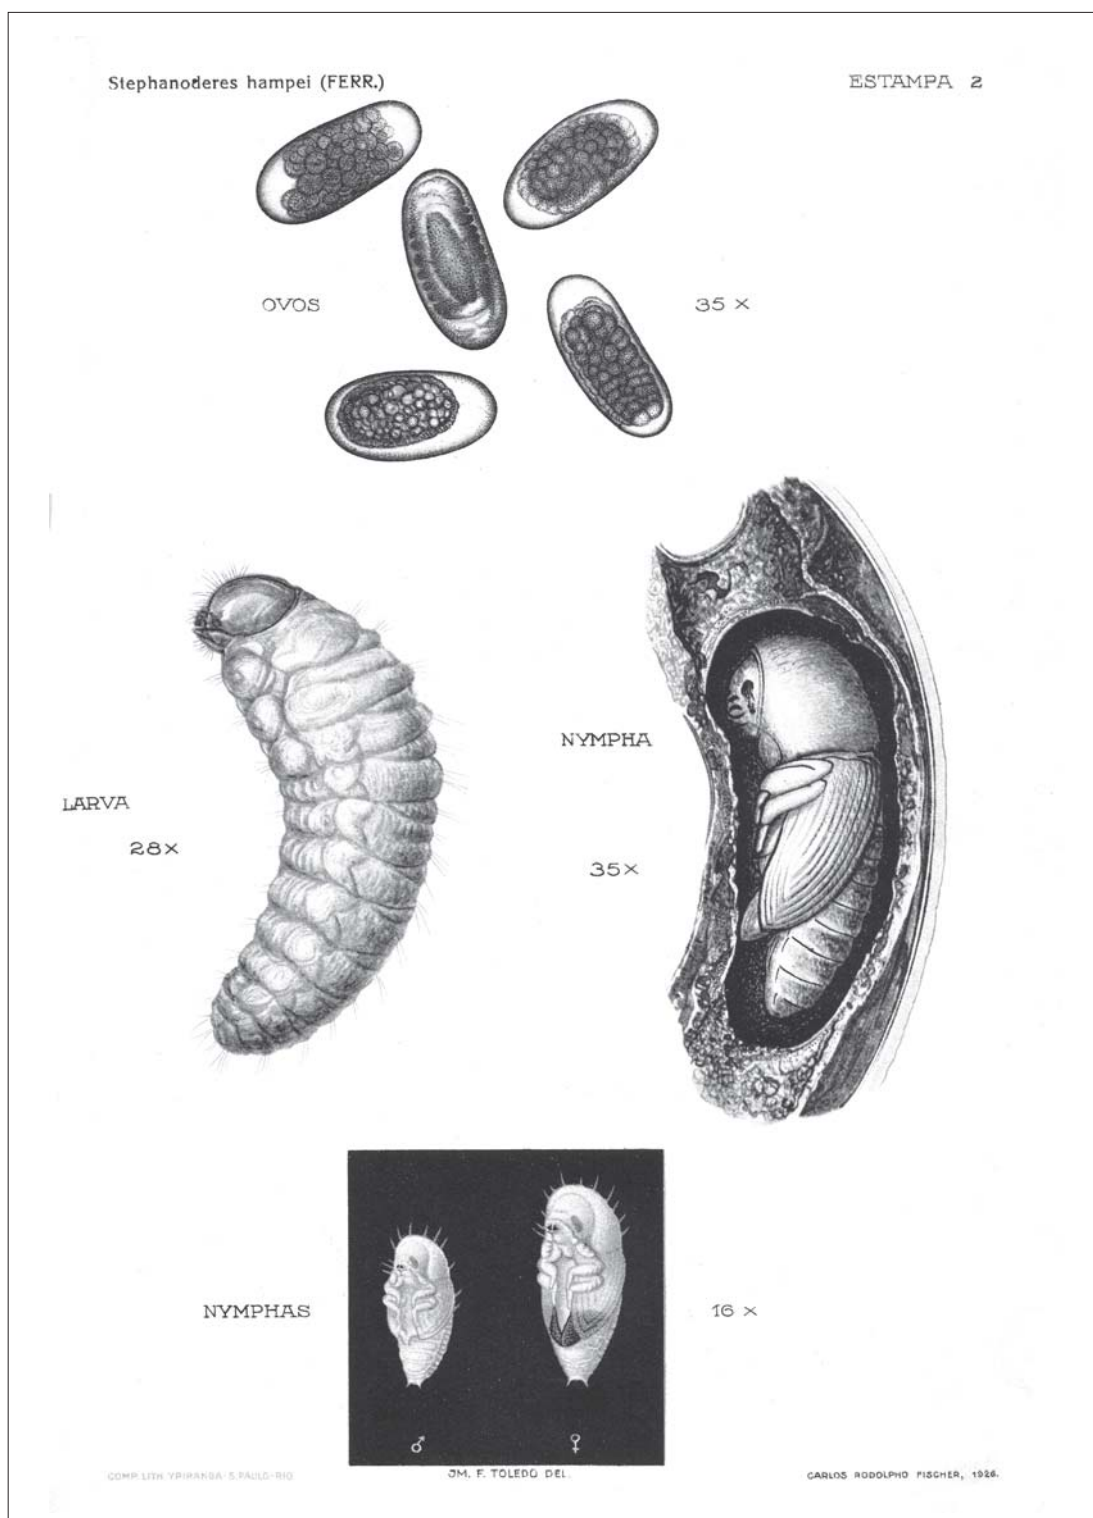 Stephanoderes hampei (FERR.)
ESTAMPA 2
OVOS
35 ×
NYMPHA
LARVA
28×
35×
NYMPHAS
16 ×
♂ ♀
COMP. LITH. YPIRANGA-S. PAULO-RIO
JM. F. TOLEDO DEL.
CARLOS RODOLPHO FISCHER, 1926.